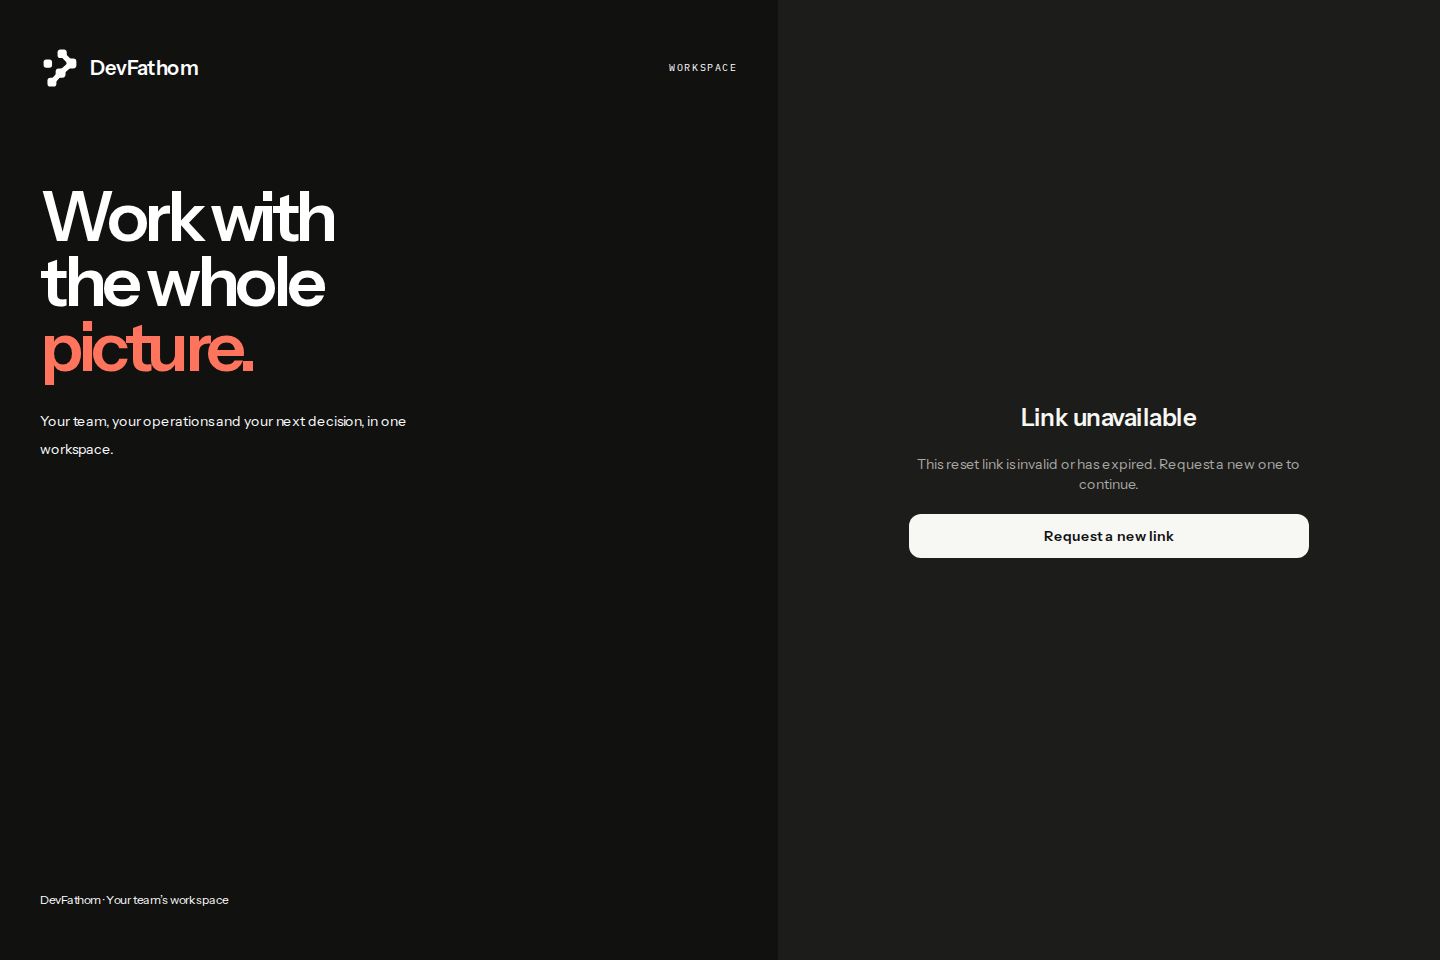 DevFathom
WORKSPACE
Work with
the whole
picture.
Your team, your operations and your next decision, in one
workspace.
DevFathom · Your team's workspace
Link unavailable
This reset link is invalid or has expired. Request a new one to
continue.
Request a new link